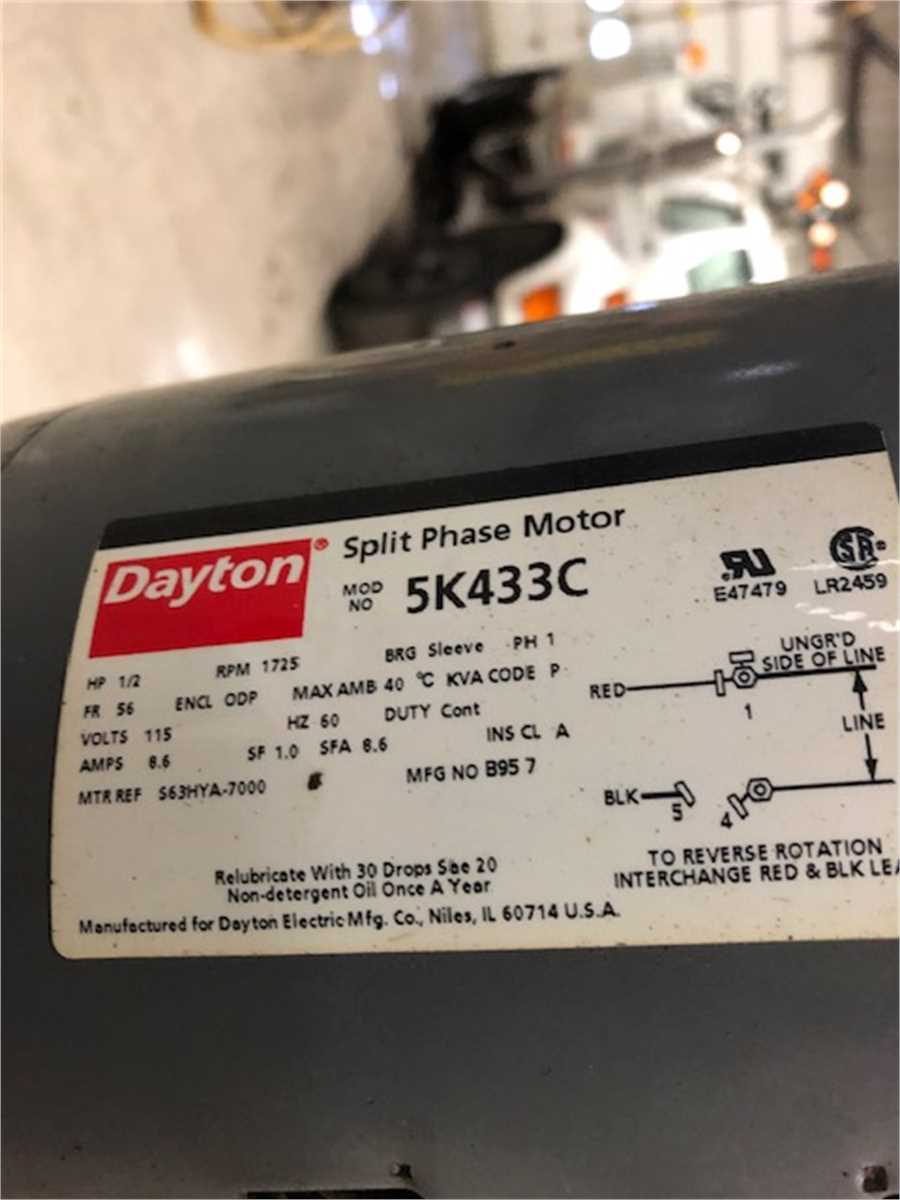 Dayton®
Split Phase Motor
MOD NO 5K433C
E47479
LR2459
HP 1/2 RPM 1725 BRG Sleeve PH 1
FR 56 ENCL ODP MAX AMB 40 °C KVA CODE P
VOLTS 115 HZ 60 DUTY Cont
AMPS 8.6 SF 1.0 SFA 8.6 INS CL A
MTR REF S63HYA-7000 MFG NO B95 7
UNGR'D
SIDE OF LINE
RED
1
LINE
BLK
5
4
TO REVERSE ROTATION
INTERCHANGE RED & BLK LEA
Relubricate With 30 Drops Sae 20
Non-detergent Oil Once A Year
Manufactured for Dayton Electric Mfg. Co., Niles, IL 60714 U.S.A.